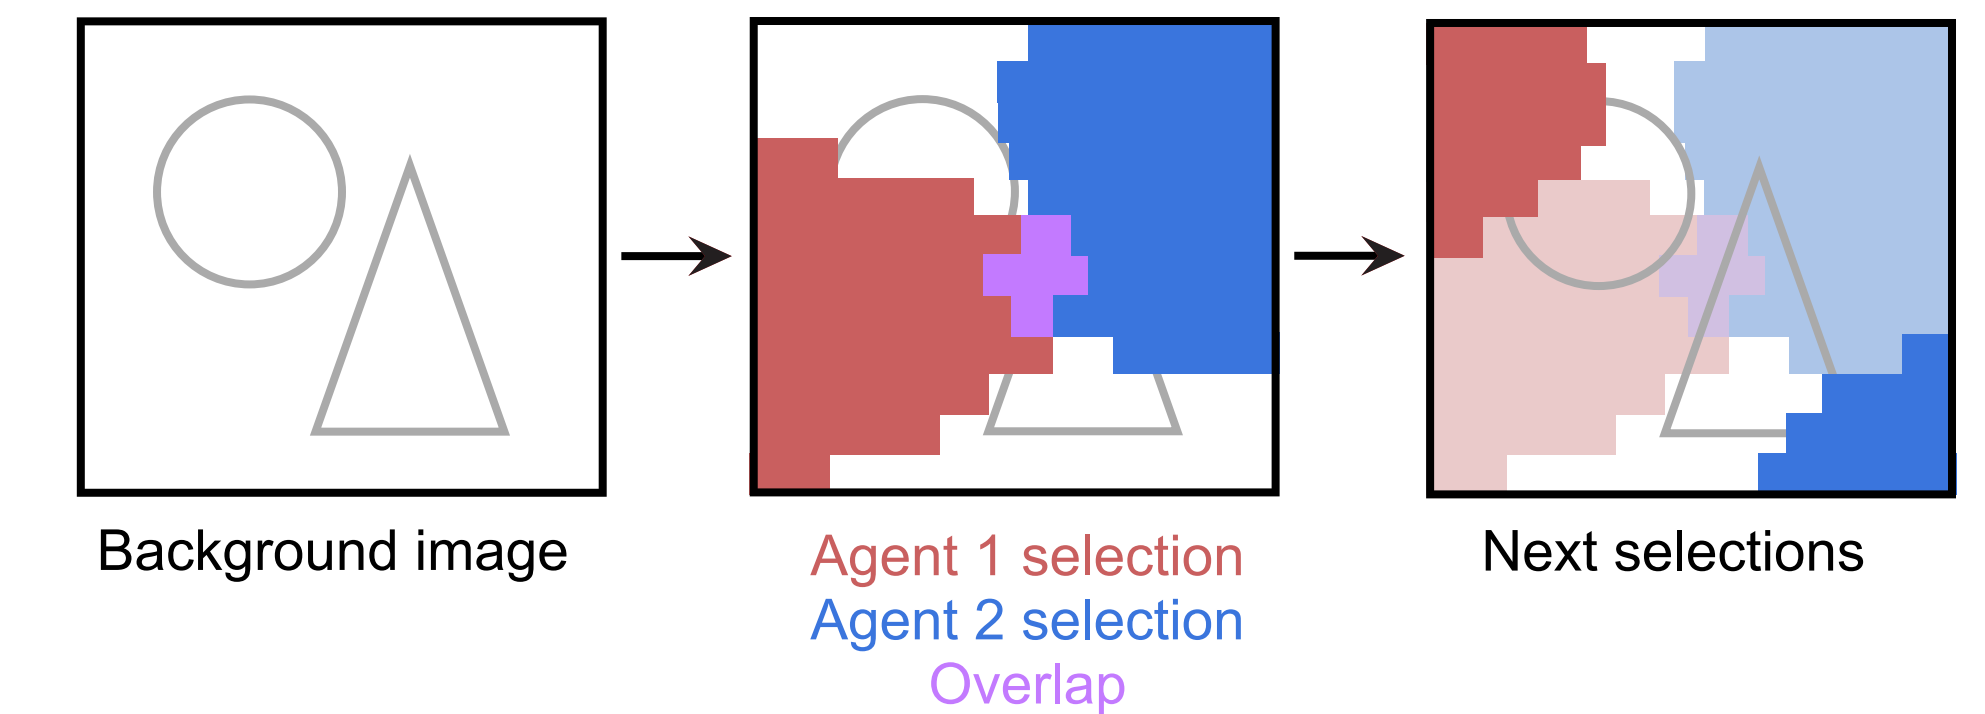 Background image
Agent 1 selection
Agent 2 selection
Overlap
Next selections